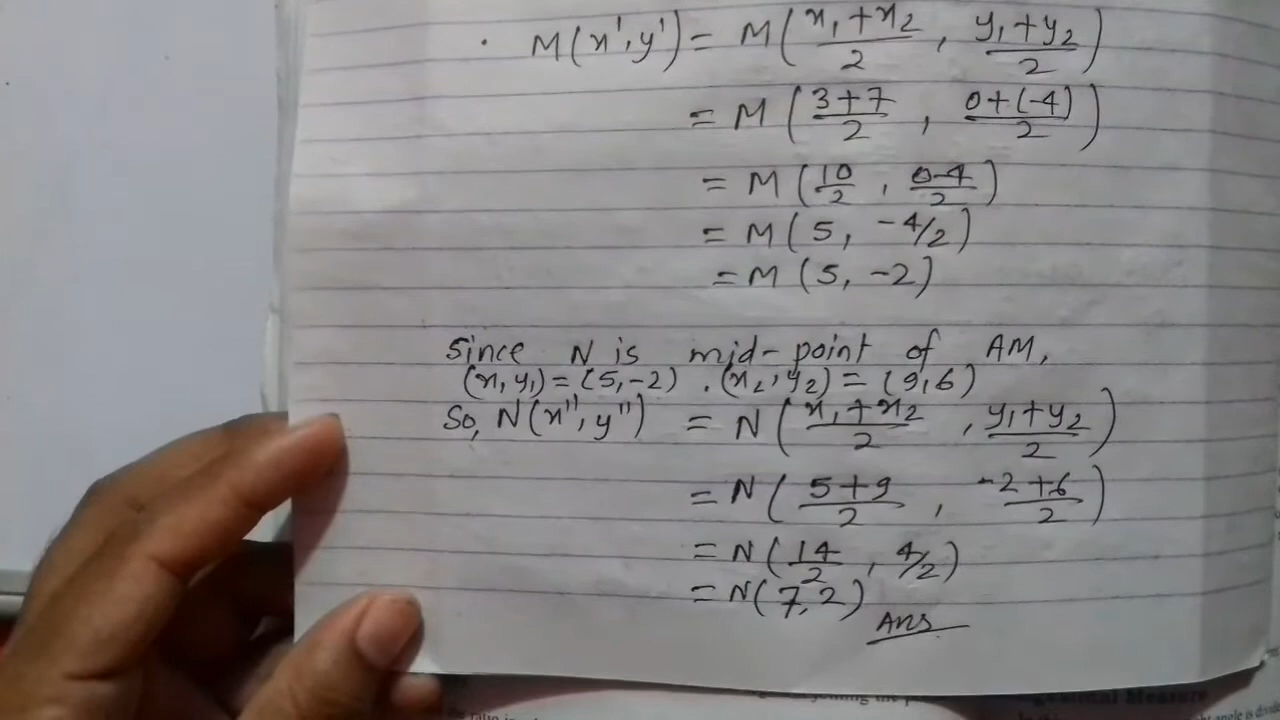 · M(x',y') = M(x₁+x₂/2, y₁+y₂/2)
= M(3+7/2, 0+(-4)/2)
= M(10/2, 0-4/2)
= M(5, -4/2)
= M(5, -2)
Since N is mid-point of AM,
(x,y₁) = (5,-2) . (x₂,y₂) = (9,6)
So, N(x'',y'') = N(x₁+x₂/2, y₁+y₂/2)
= N(5+9/2, -2+6/2)
= N(14/2, 4/2)
= N(7,2)
Ans
Measure